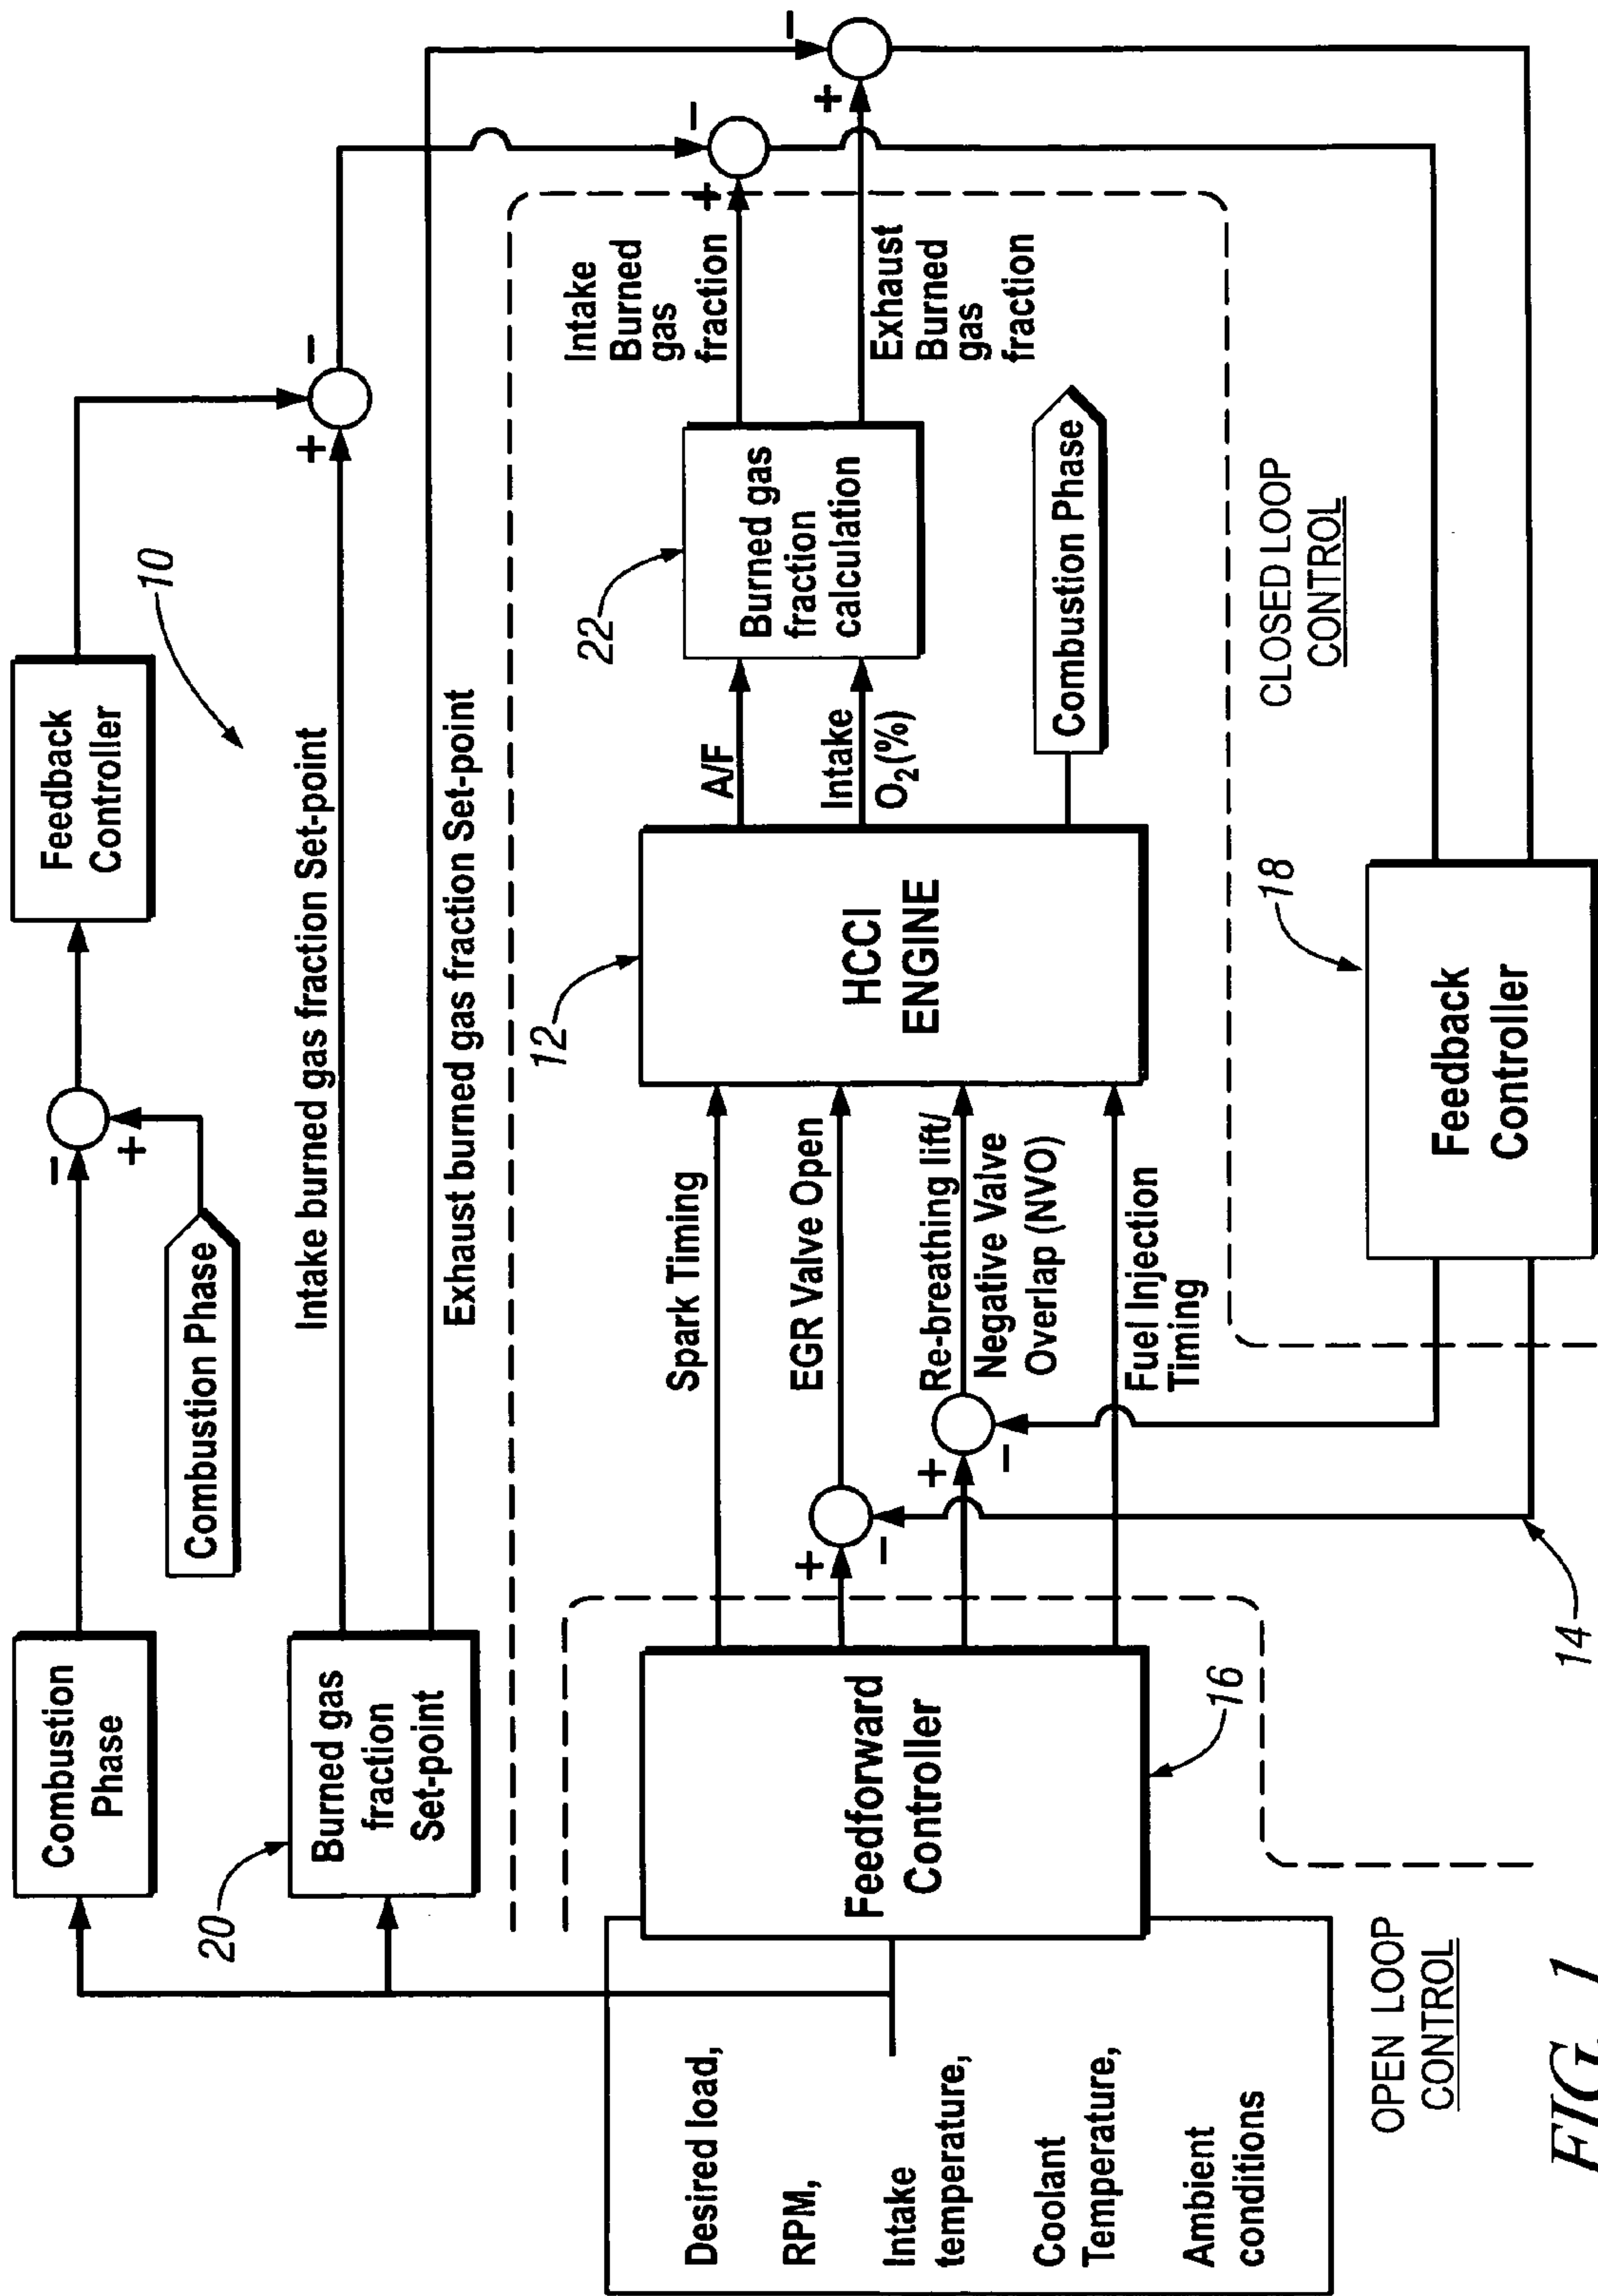 Combustion
Phase
Feedback
Controller
Combustion Phase
10
20
Burned gas
fraction
Set-point
Intake burned gas fraction Set-point
Exhaust burned gas fraction Set-point
Desired load,
RPM,
Intake
temperature,
Coolant
Temperature,
Ambient
conditions
Feedforward
Controller
16
Spark Timing
EGR Valve Open
Re-breathing lift/
Negative Valve
Overlap (NVO)
Fuel Injection
Timing
12
HCCI
ENGINE
A/F
Intake
O₂(%)
22
Burned gas
fraction
calculation
Combustion Phase
Intake
Burned
gas
fraction
Exhaust
Burned
gas
fraction
+
−
+
−
+
−
+
−
+
−
+
−
OPEN LOOP
CONTROL
CLOSED LOOP
CONTROL
14
18
Feedback
Controller
FIG. 1